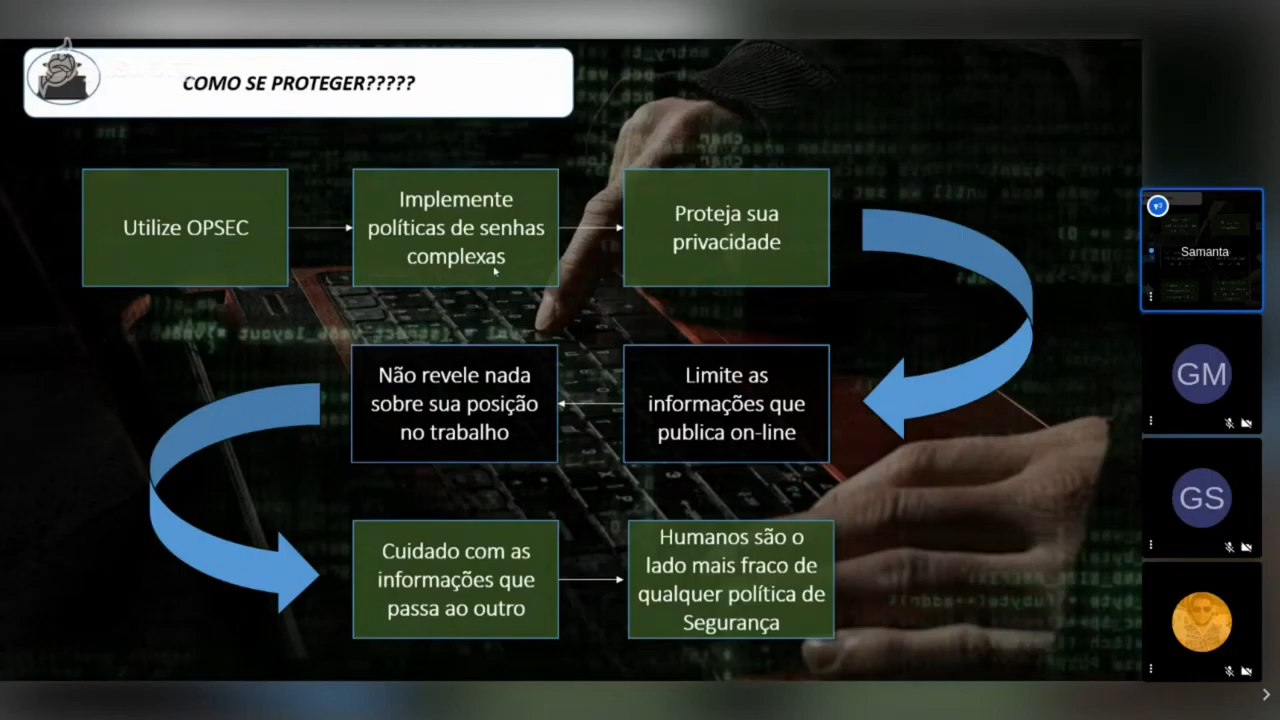 COMO SE PROTEGER?????
Utilize OPSEC
Implemente
políticas de senhas
complexas
Proteja sua
privacidade
Não revele nada
sobre sua posição
no trabalho
Limite as
informações que
publica on-line
Cuidado com as
informações que
passa ao outro
Humanos são o
lado mais fraco de
qualquer política de
Segurança
Samanta
GM
GS